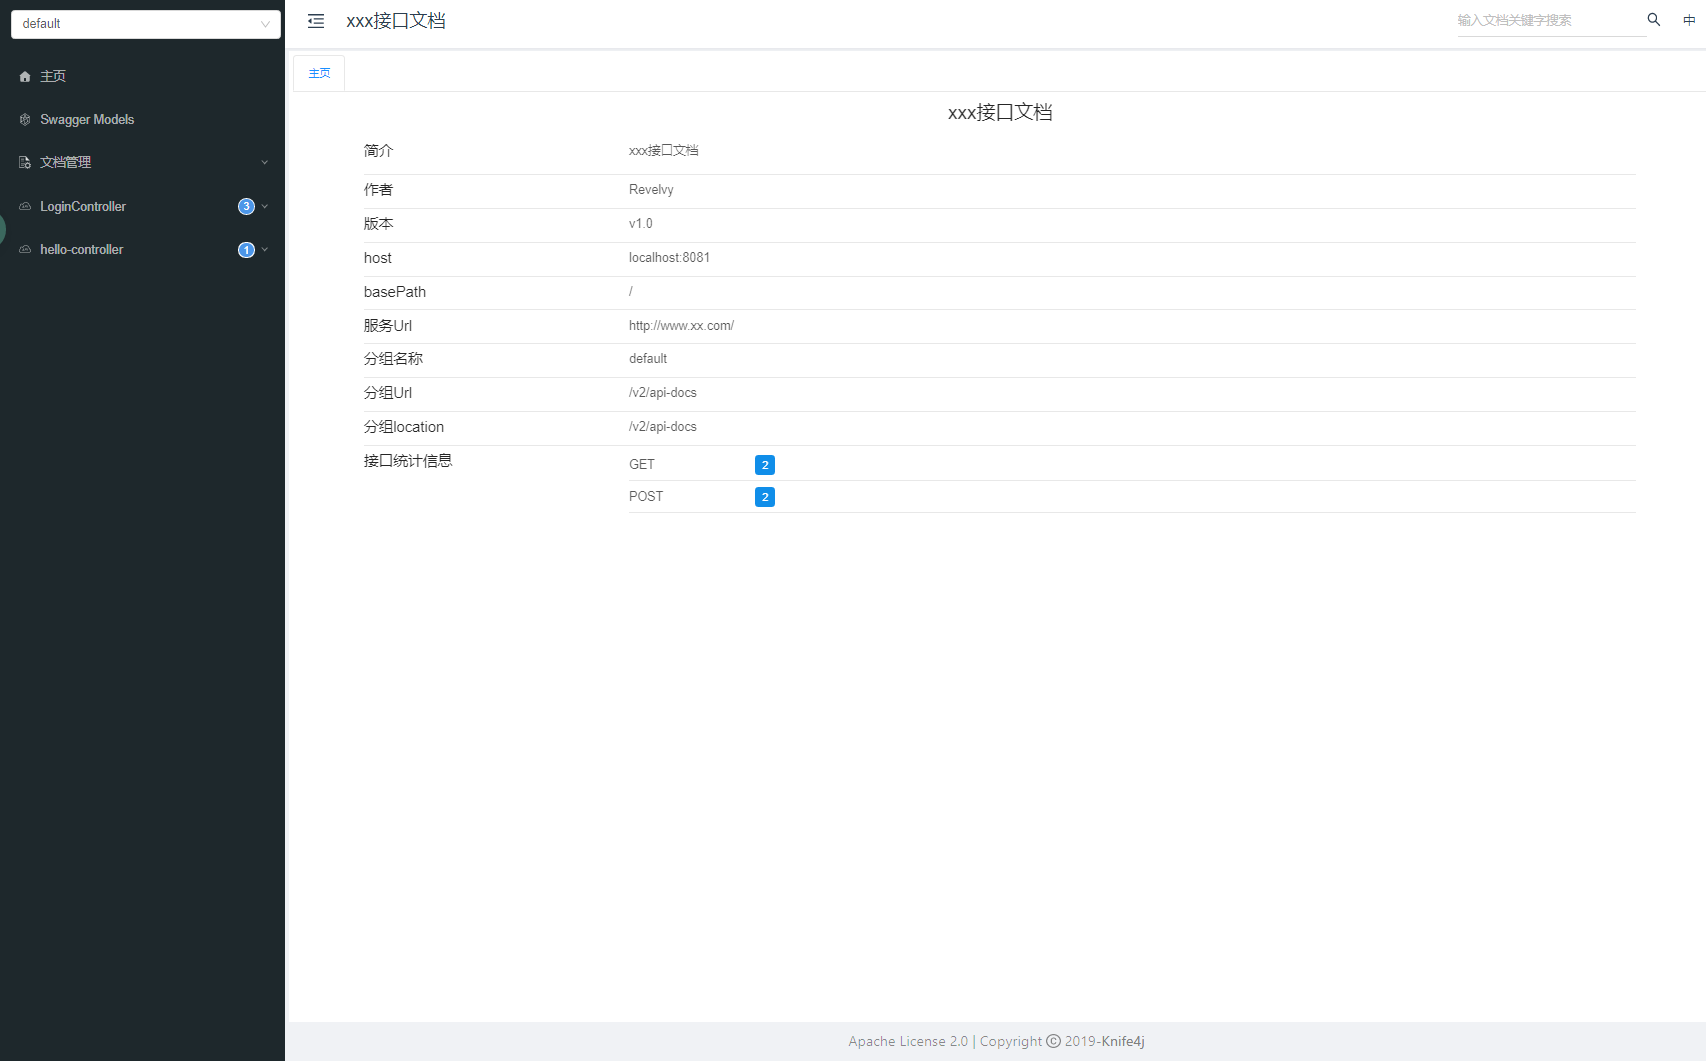 default
主页
Swagger Models
文档管理
LoginController 3
hello-controller 1
xxx接口文档
输入文档关键字搜索
中
主页
xxx接口文档
简介 xxx接口文档
作者 Revelvy
版本 v1.0
host localhost:8081
basePath /
服务Url http://www.xx.com/
分组名称 default
分组Url /v2/api-docs
分组location /v2/api-docs
接口统计信息 GET 2
POST 2
Apache License 2.0 | Copyright © 2019-Knife4j